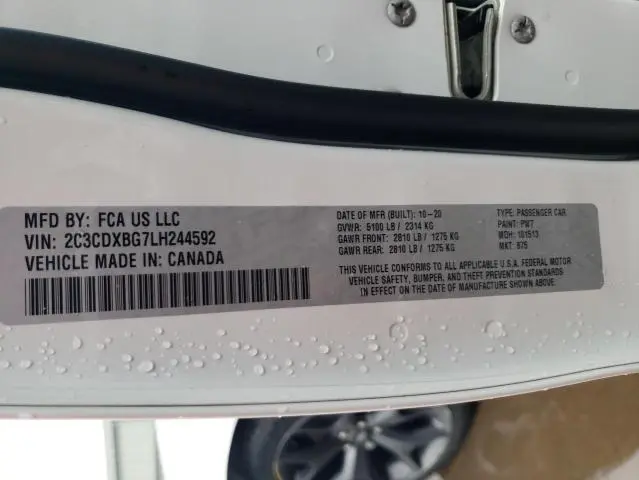 MFD BY: FCA US LLC
VIN: 2C3CDXBG7LH244592
VEHICLE MADE IN: CANADA
DATE OF MFR (BUILT): 10-20
GVWR: 5100 LB / 2314 KG
GAWR FRONT: 2810 LB / 1275 KG
GAWR REAR: 2810 LB / 1275 KG
TYPE: PASSENGER CAR
PAINT: PW7
MDH: 101513
MKT: 675
THIS VEHICLE CONFORMS TO ALL APPLICABLE U.S.A. FEDERAL MOTOR
VEHICLE SAFETY, BUMPER, AND THEFT PREVENTION STANDARDS
IN EFFECT ON THE DATE OF MANUFACTURE SHOWN ABOVE.